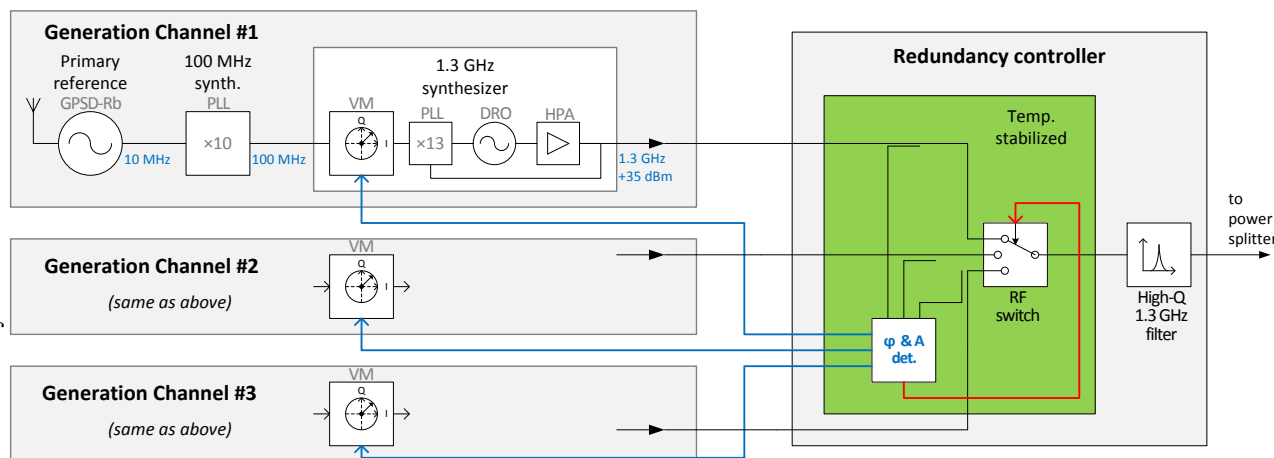 Generation Channel #1
Primary
reference
GPSD-Rb
10 MHz
100 MHz
synth.
PLL
×10
100 MHz
1.3 GHz
synthesizer
VM
Q
I
PLL
×13
DRO
HPA
1.3 GHz
+35 dBm
Generation Channel #2
(same as above)
VM
Q
I
Generation Channel #3
(same as above)
VM
Q
I
Redundancy controller
Temp.
stabilized
φ & A
det.
RF
switch
High-Q
1.3 GHz
filter
to
power
splitter